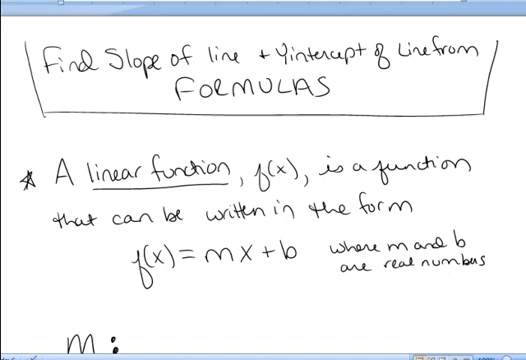 Find Slope of line + Yintercept of Line from
FORMULAS
* A linear function, f(x), is a function
that can be written in the form
f(x) = mx + b where m and b
are real numbers
m: